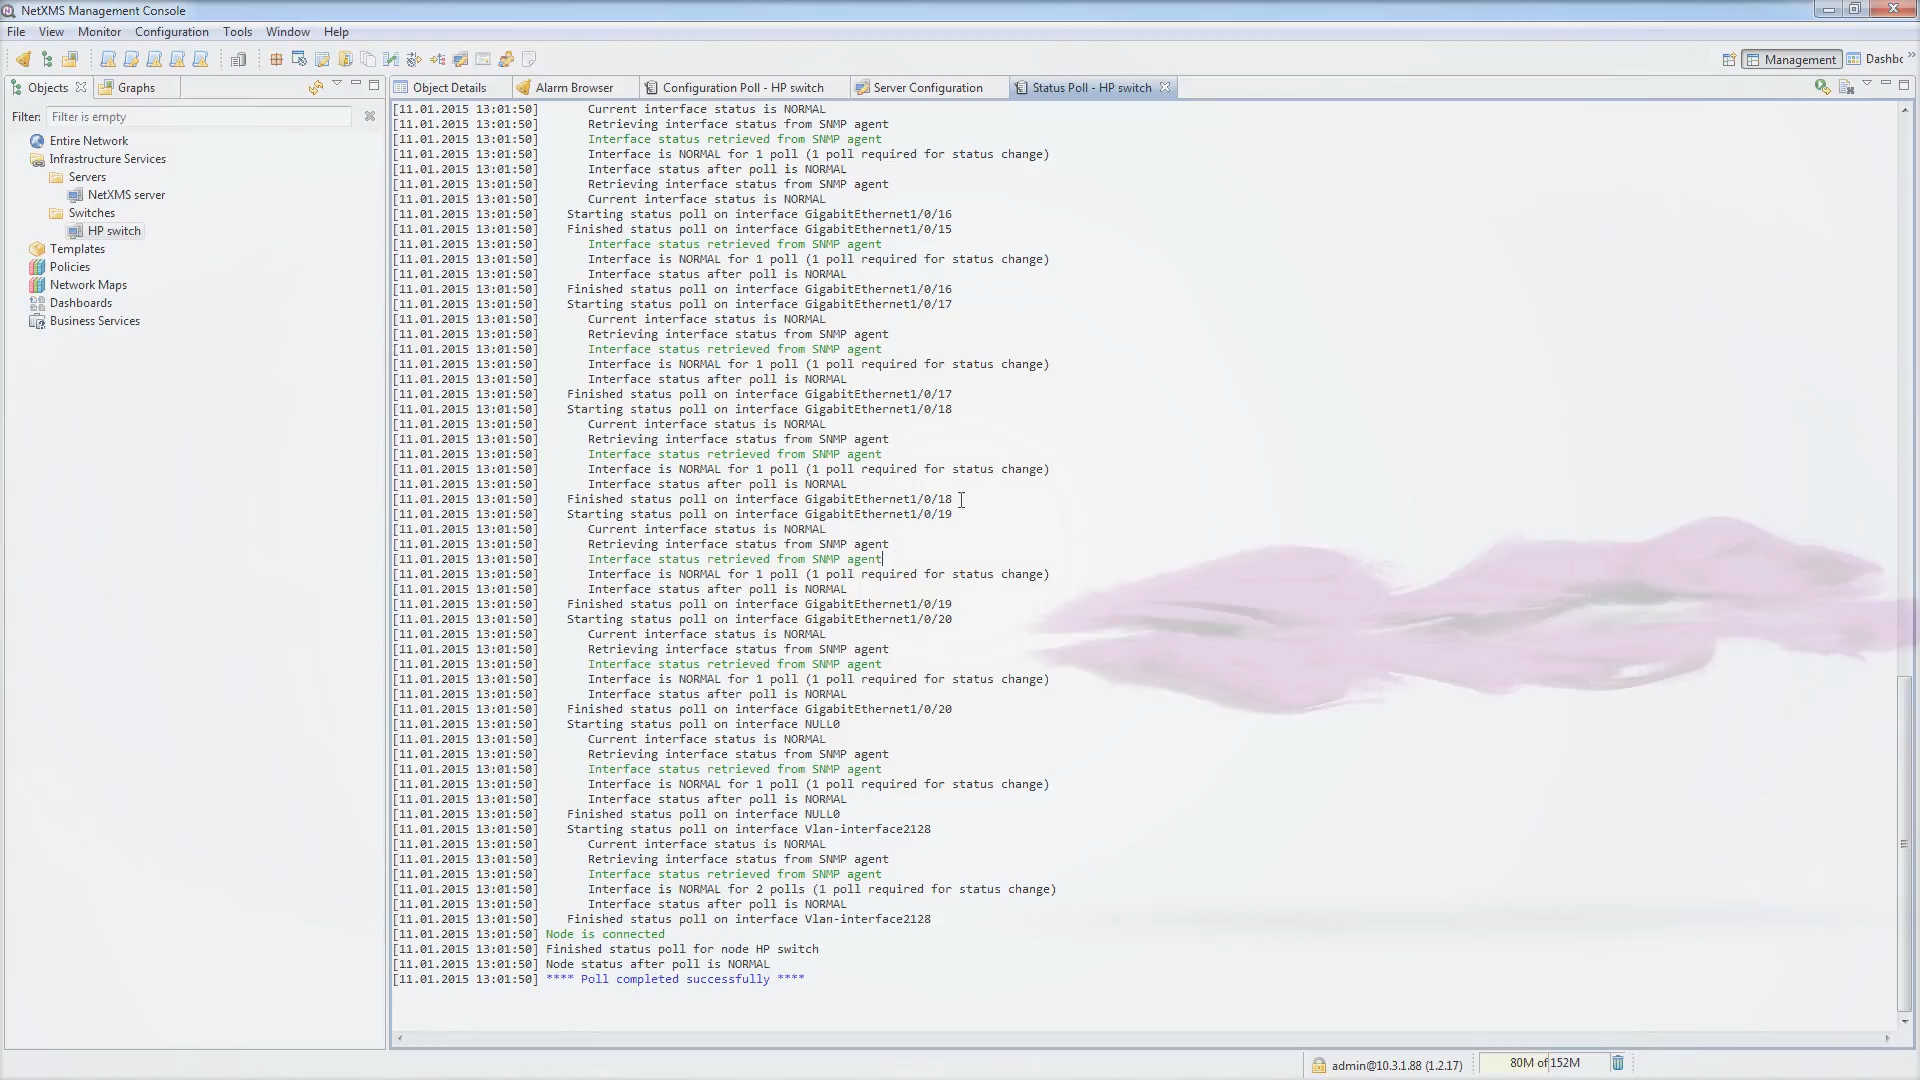 NetXMS Management Console
File View Monitor Configuration Tools Window Help
Management Dashbc
Objects Graphs
Object Details Alarm Browser Configuration Poll - HP switch Server Configuration Status Poll - HP switch
Filter: Filter is empty
Entire Network
Infrastructure Services
Servers
NetXMS server
Switches
HP switch
Templates
Policies
Network Maps
Dashboards
Business Services
[11.01.2015 13:01:50] Current interface status is NORMAL
[11.01.2015 13:01:50] Retrieving interface status from SNMP agent
[11.01.2015 13:01:50] Interface status retrieved from SNMP agent
[11.01.2015 13:01:50] Interface is NORMAL for 1 poll (1 poll required for status change)
[11.01.2015 13:01:50] Interface status after poll is NORMAL
[11.01.2015 13:01:50] Retrieving interface status from SNMP agent
[11.01.2015 13:01:50] Current interface status is NORMAL
[11.01.2015 13:01:50] Starting status poll on interface GigabitEthernet1/0/16
[11.01.2015 13:01:50] Finished status poll on interface GigabitEthernet1/0/15
[11.01.2015 13:01:50] Interface status retrieved from SNMP agent
[11.01.2015 13:01:50] Interface is NORMAL for 1 poll (1 poll required for status change)
[11.01.2015 13:01:50] Interface status after poll is NORMAL
[11.01.2015 13:01:50] Finished status poll on interface GigabitEthernet1/0/16
[11.01.2015 13:01:50] Starting status poll on interface GigabitEthernet1/0/17
[11.01.2015 13:01:50] Current interface status is NORMAL
[11.01.2015 13:01:50] Retrieving interface status from SNMP agent
[11.01.2015 13:01:50] Interface status retrieved from SNMP agent
[11.01.2015 13:01:50] Interface is NORMAL for 1 poll (1 poll required for status change)
[11.01.2015 13:01:50] Interface status after poll is NORMAL
[11.01.2015 13:01:50] Finished status poll on interface GigabitEthernet1/0/17
[11.01.2015 13:01:50] Starting status poll on interface GigabitEthernet1/0/18
[11.01.2015 13:01:50] Current interface status is NORMAL
[11.01.2015 13:01:50] Retrieving interface status from SNMP agent
[11.01.2015 13:01:50] Interface status retrieved from SNMP agent
[11.01.2015 13:01:50] Interface is NORMAL for 1 poll (1 poll required for status change)
[11.01.2015 13:01:50] Interface status after poll is NORMAL
[11.01.2015 13:01:50] Finished status poll on interface GigabitEthernet1/0/18
[11.01.2015 13:01:50] Starting status poll on interface GigabitEthernet1/0/19
[11.01.2015 13:01:50] Current interface status is NORMAL
[11.01.2015 13:01:50] Retrieving interface status from SNMP agent
[11.01.2015 13:01:50] Interface status retrieved from SNMP agent
[11.01.2015 13:01:50] Interface is NORMAL for 1 poll (1 poll required for status change)
[11.01.2015 13:01:50] Interface status after poll is NORMAL
[11.01.2015 13:01:50] Finished status poll on interface GigabitEthernet1/0/19
[11.01.2015 13:01:50] Starting status poll on interface GigabitEthernet1/0/20
[11.01.2015 13:01:50] Current interface status is NORMAL
[11.01.2015 13:01:50] Retrieving interface status from SNMP agent
[11.01.2015 13:01:50] Interface status retrieved from SNMP agent
[11.01.2015 13:01:50] Interface is NORMAL for 1 poll (1 poll required for status change)
[11.01.2015 13:01:50] Interface status after poll is NORMAL
[11.01.2015 13:01:50] Finished status poll on interface GigabitEthernet1/0/20
[11.01.2015 13:01:50] Starting status poll on interface NULL0
[11.01.2015 13:01:50] Current interface status is NORMAL
[11.01.2015 13:01:50] Retrieving interface status from SNMP agent
[11.01.2015 13:01:50] Interface status retrieved from SNMP agent
[11.01.2015 13:01:50] Interface is NORMAL for 1 poll (1 poll required for status change)
[11.01.2015 13:01:50] Interface status after poll is NORMAL
[11.01.2015 13:01:50] Finished status poll on interface NULL0
[11.01.2015 13:01:50] Starting status poll on interface Vlan-interface2128
[11.01.2015 13:01:50] Current interface status is NORMAL
[11.01.2015 13:01:50] Retrieving interface status from SNMP agent
[11.01.2015 13:01:50] Interface status retrieved from SNMP agent
[11.01.2015 13:01:50] Interface is NORMAL for 2 polls (1 poll required for status change)
[11.01.2015 13:01:50] Interface status after poll is NORMAL
[11.01.2015 13:01:50] Finished status poll on interface Vlan-interface2128
[11.01.2015 13:01:50] Node is connected
[11.01.2015 13:01:50] Finished status poll for node HP switch
[11.01.2015 13:01:50] Node status after poll is NORMAL
[11.01.2015 13:01:50] **** Poll completed successfully ****
admin@10.3.1.88 (1.2.17) 80M of 152M